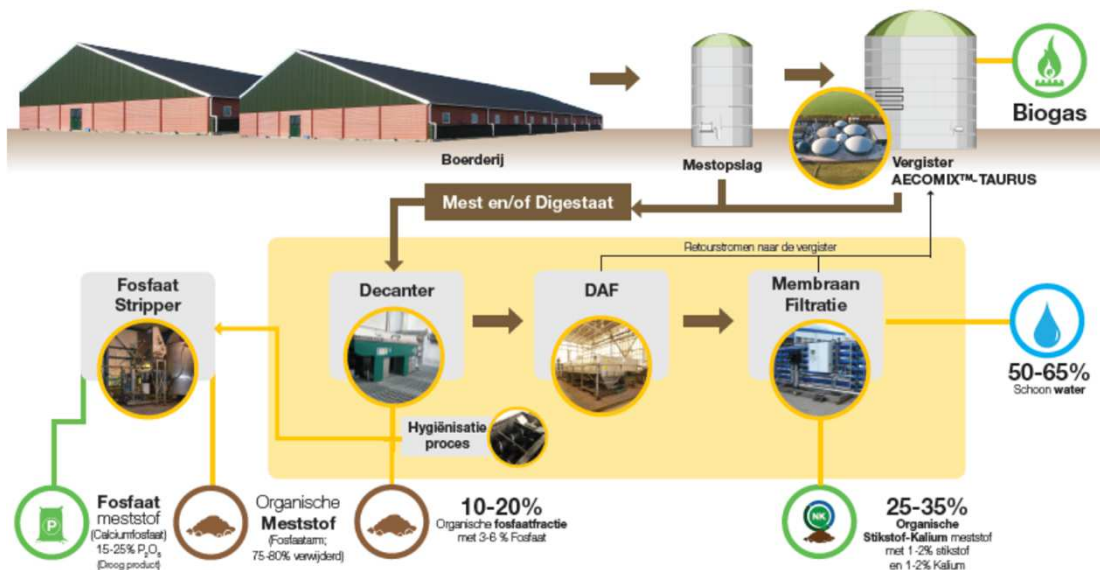 Biogas
Boerderij
Mestopslag
Vergister
AECOMIX™-TAURUS
Mest en/of Digestaat
Retourstromen naar de vergister
Fosfaat
Stripper
Decanter
DAF
Membraan
Filtratie
50-65%
Schoon water
Hygiënisatie
proces
Fosfaat
meststof
(Calciumfosfaat)
15-25% P₂O₅
(Droog product)
Organische
Meststof
(Fosfaatarm;
75-80% verwijderd)
10-20%
Organische fosfaatfractie
met 3-6 % Fosfaat
NK
25-35%
Organische
Stikstof-Kalium meststof
met 1-2% stikstof
en 1-2% Kalium
P